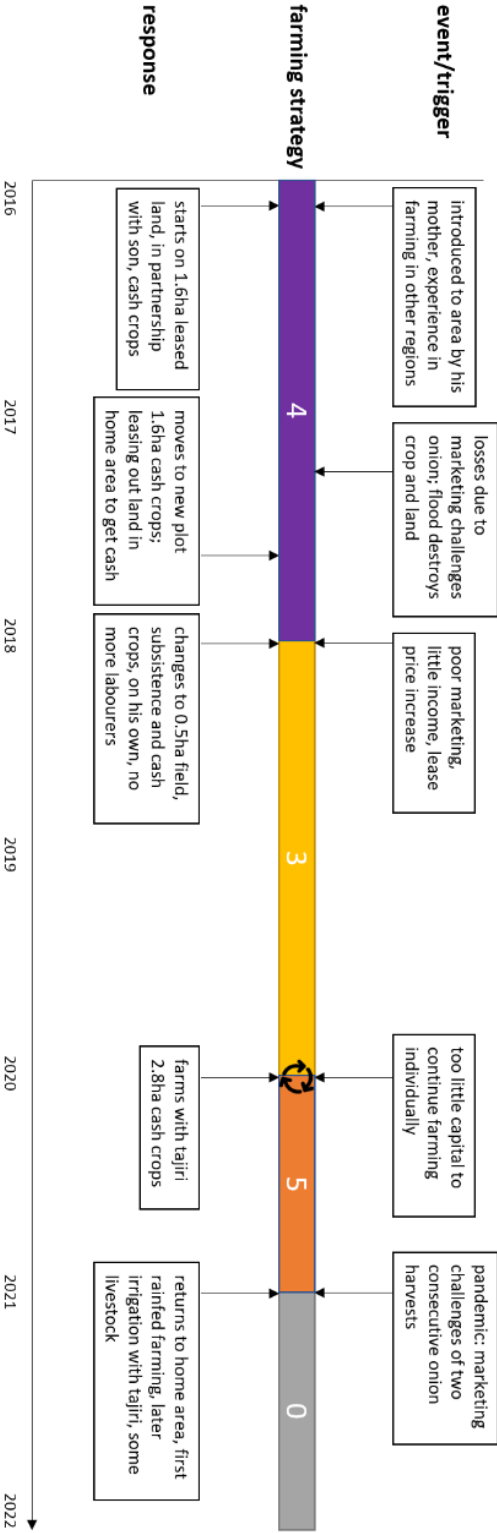 event/trigger
introduced to area by his
mother, experience in
farming in other regions
losses due to
marketing challenges
onion; flood destroys
crop and land
poor marketing,
little income, lease
price increase
too little capital to
continue farming
individually
pandemic: marketing
challenges of two
consecutive onion
harvests
farming strategy
4
3
5
0
response
starts on 1.6ha leased
land, in partnership
with son, cash crops
moves to new plot
1.6ha cash crops;
leasing out land in
home area to get cash
changes to 0.5ha field,
subsistence and cash
crops, on his own, no
more labourers
farms with tajiri
2.8ha cash crops
returns to home area, first
rainfed farming, later
irrigation with tajiri, some
livestock
2016
2017
2018
2019
2020
2021
2022